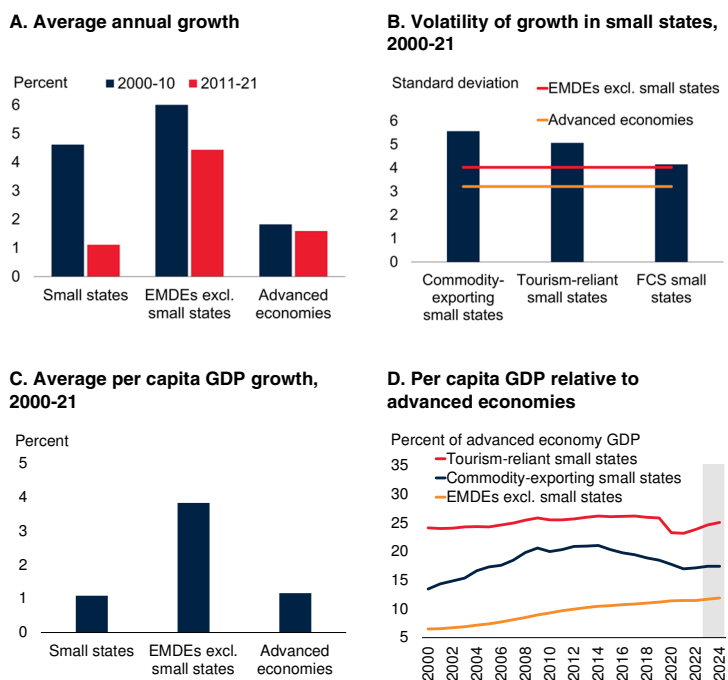 A. Average annual growth
Percent
2000-10
2011-21
6
5
4
3
2
1
0
Small states
EMDEs excl.
small states
Advanced
economies
B. Volatility of growth in small states,
2000-21
Standard deviation
EMDEs excl. small states
Advanced economies
6
5
4
3
2
1
0
Commodity-
exporting
small states
Tourism-reliant
small states
FCS small
states
C. Average per capita GDP growth,
2000-21
Percent
5
4
3
2
1
0
Small states
EMDEs excl.
small states
Advanced
economies
D. Per capita GDP relative to
advanced economies
Percent of advanced economy GDP
Tourism-reliant small states
Commodity-exporting small states
EMDEs excl. small states
35
30
25
20
15
10
5
2000
2002
2004
2006
2008
2010
2012
2014
2016
2018
2020
2022
2024